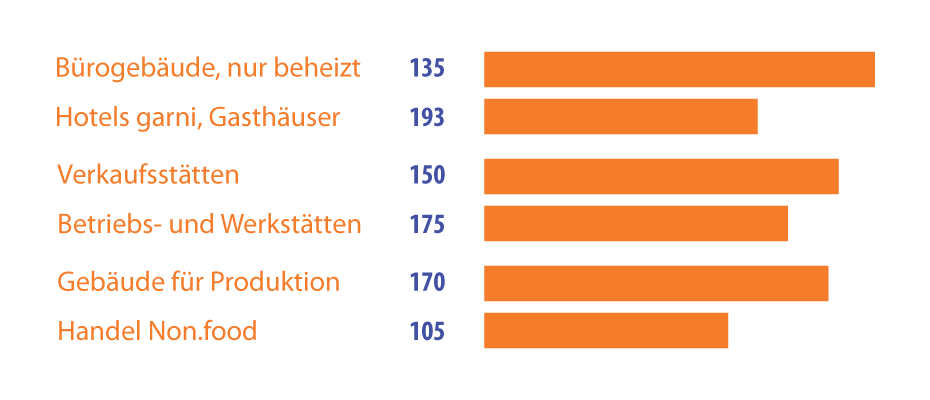 Bürogebäude, nur beheizt 135
Hotels garni, Gasthäuser 193
Verkaufsstätten 150
Betriebs- und Werkstätten 175
Gebäude für Produktion 170
Handel Non.food 105